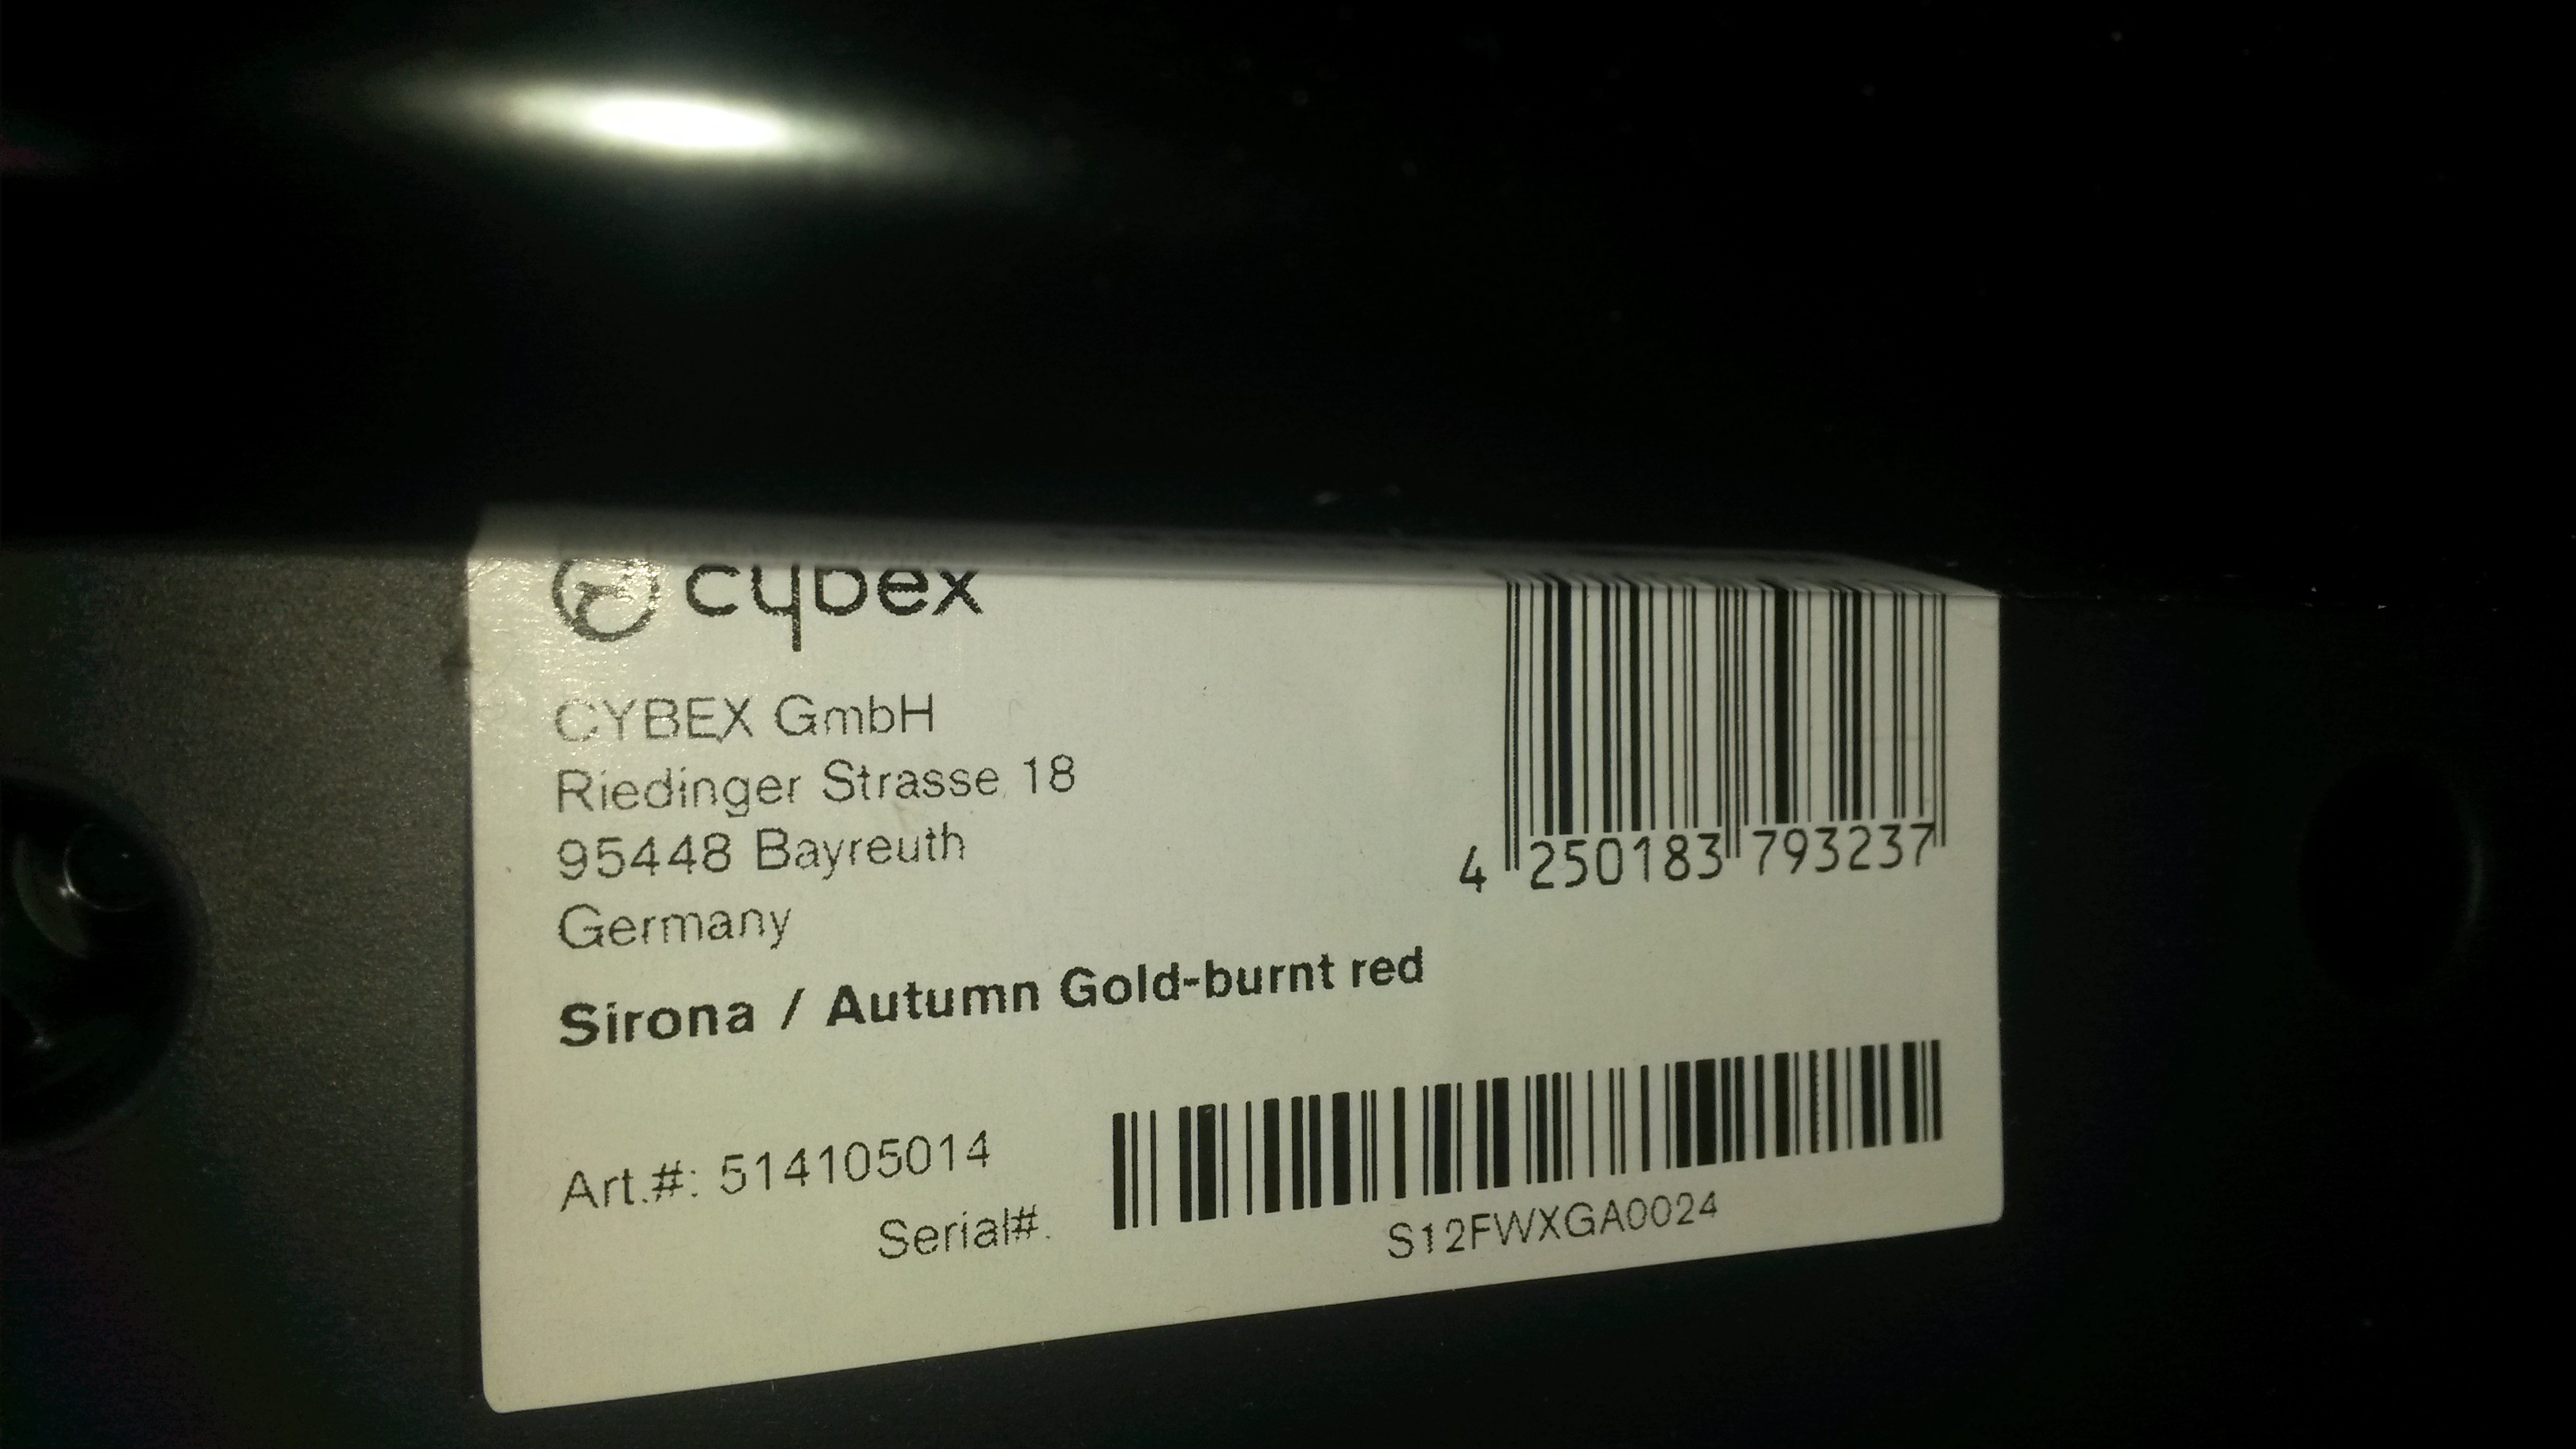 cybex
CYBEX GmbH
Riedinger Strasse 18
95448 Bayreuth
Germany
4 250183 793237
Sirona / Autumn Gold-burnt red
Art.#: 514105014
Serial#.
S12FWXGA0024